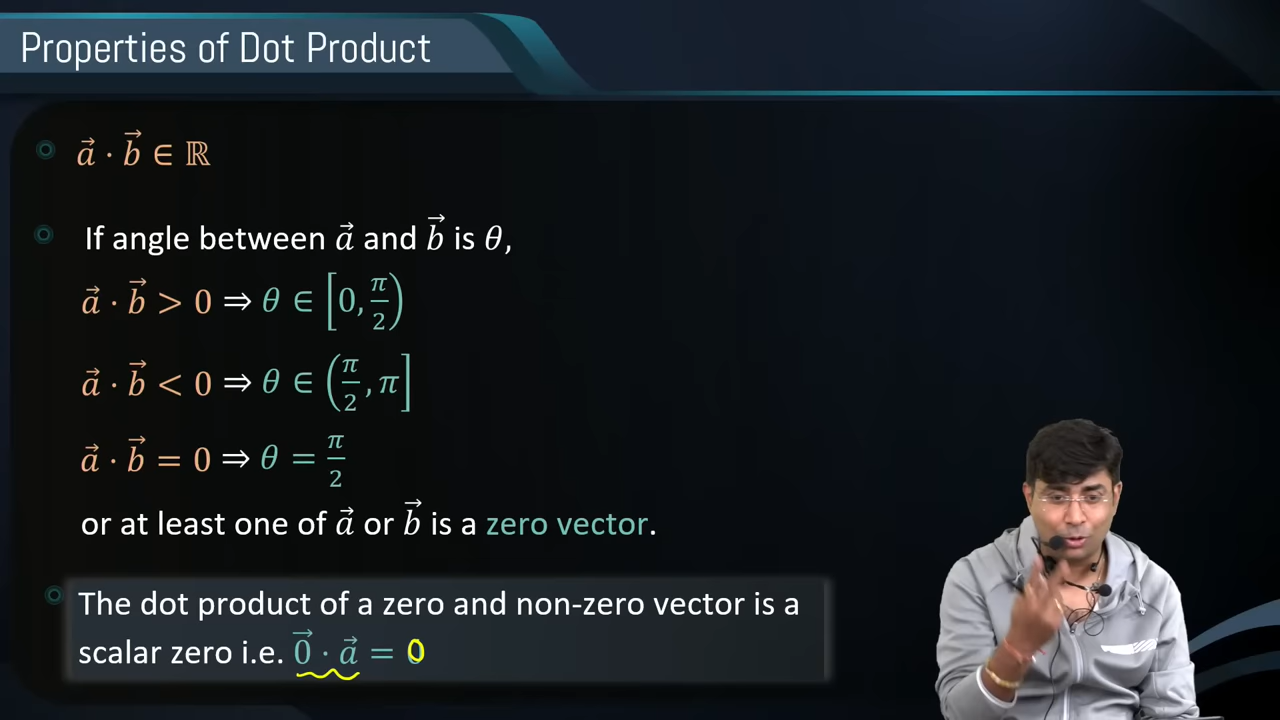 Properties of Dot Product
a⃗ · b⃗ ∈ ℝ
If angle between a⃗ and b⃗ is θ,
a⃗ · b⃗ > 0 ⇒ θ ∈ [0, π/2)
a⃗ · b⃗ < 0 ⇒ θ ∈ (π/2, π]
a⃗ · b⃗ = 0 ⇒ θ = π/2
or at least one of a⃗ or b⃗ is a zero vector.
The dot product of a zero and non-zero vector is a
scalar zero i.e. 0⃗ · a⃗ = 0